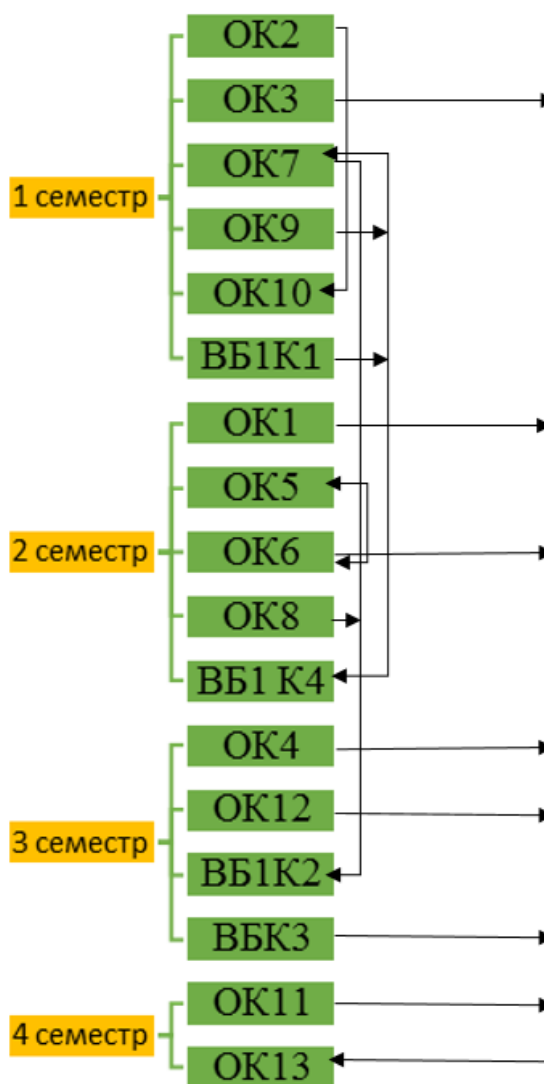 1 семестр
ОК2
ОК3
ОК7
ОК9
ОК10
ВБ1К1
2 семестр
ОК1
ОК5
ОК6
ОК8
ВБ1 К4
3 семестр
ОК4
ОК12
ВБ1К2
ВБК3
4 семестр
ОК11
ОК13